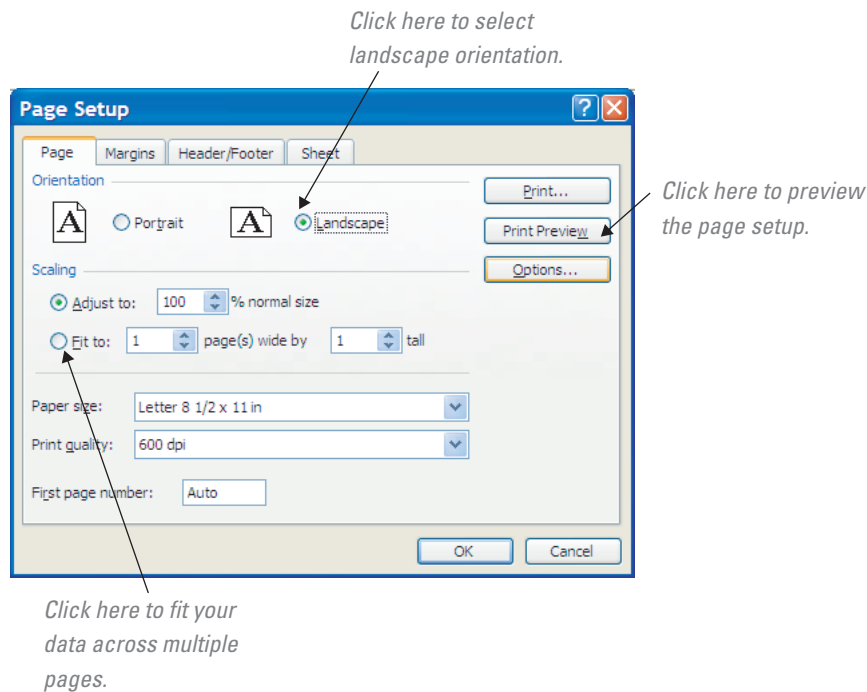 Click here to select
landscape orientation.
Page Setup
Page Margins Header/Footer Sheet
Orientation
Print...
A Portrait A Landscape
Click here to preview
the page setup.
Print Preview
Scaling
Options...
Adjust to: 100 % normal size
Fit to: 1 page(s) wide by 1 tall
Paper size: Letter 8 1/2 x 11 in
Print quality: 600 dpi
First page number: Auto
OK Cancel
Click here to fit your
data across multiple
pages.